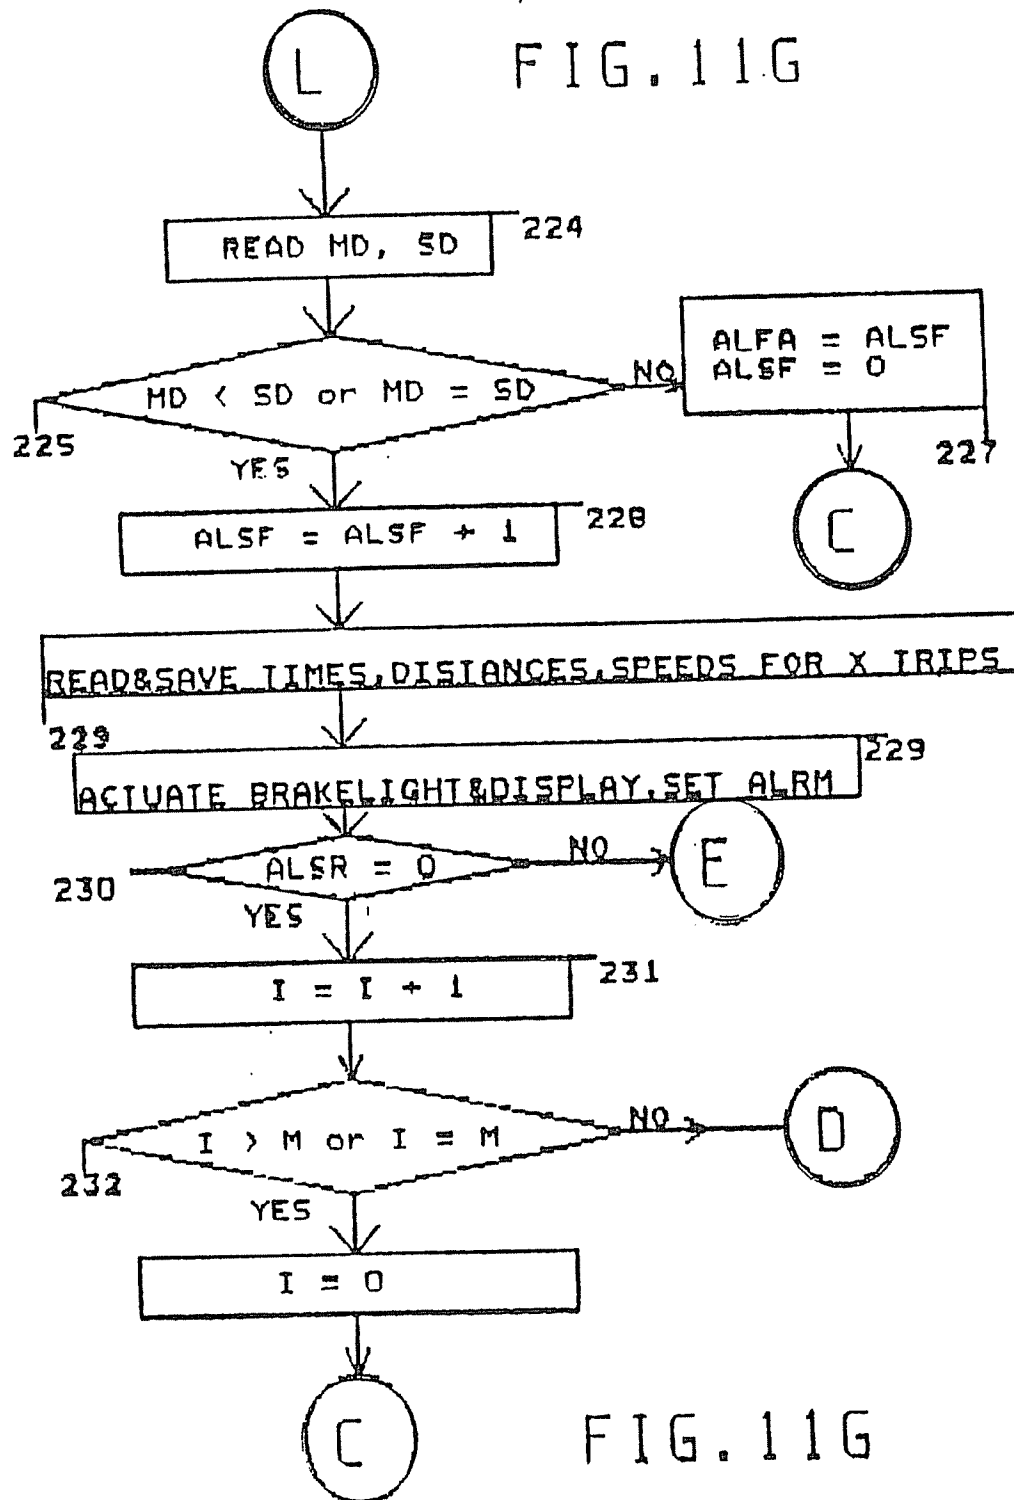 L
FIG.11G
READ MD, SD
224
MD < SD or MD = SD
NO
ALFA = ALSF
ALSF = 0
225
YES
227
C
ALSF = ALSF + 1
228
READ&SAVE TIMES,DISTANCES,SPEEDS FOR X TRIPS
229
ACTUATE BRAKELIGHT&DISPLAY,SET ALRM
229
ALSR = 0
NO
E
230
YES
I = I + 1
231
I > M or I = M
NO
D
232
YES
I = 0
C
FIG.11G